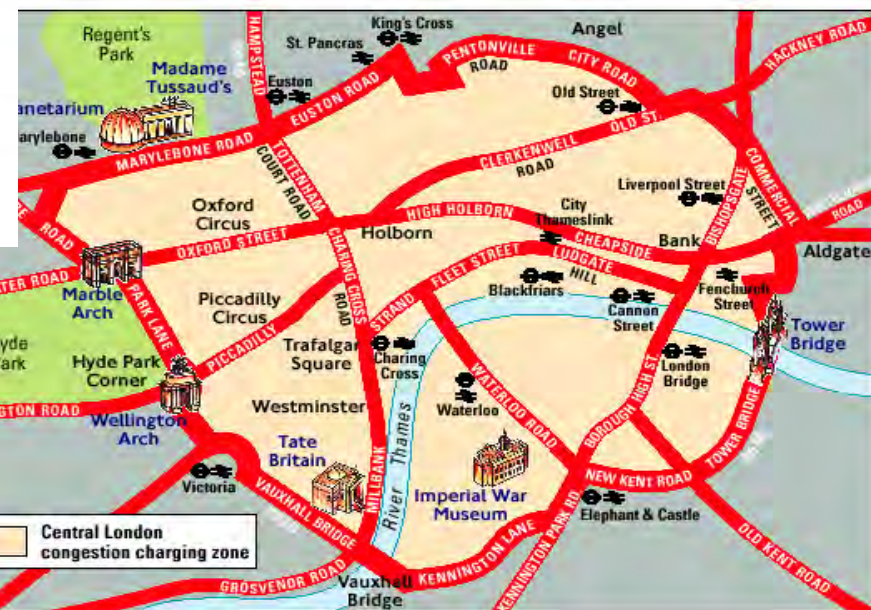 Regent's
Park
Madame
Tussaud's
anetarium
arylebone
HAMPSTEAD
Euston
St. Pancras
King's Cross
Angel
PENTONVILLE
ROAD
CITY ROAD
HACKNEY ROAD
Old Street
OLD ST.
EUSTON ROAD
MARYLEBONE ROAD
TOTTENHAM
COURT ROAD
CLERKENWELL
ROAD
Liverpool Street
BISHOPSGATE
COMMERCIAL
STREET
ROAD
Aldgate
Oxford
Circus
OXFORD STREET
Holborn
HIGH HOLBORN
City
Thameslink
CHEAPSIDE
Bank
ROAD
Marble
Arch
TER ROAD
PARK LANE
Piccadilly
Circus
PICCADILLY
CHARING CROSS
ROAD
STRAND
FLEET STREET
LUDGATE
HILL
Blackfriars
Cannon
Street
Fenchurch
Street
Tower
Bridge
yde
ark
Hyde Park
Corner
GTON ROAD
Wellington
Arch
Trafalgar
Square
Charing
Cross
Westminster
Waterloo
WATERLOO ROAD
London
Bridge
BOROUGH HIGH ST.
TOWER BRIDGE
Tate
Britain
MILLBANK
River Thames
Imperial War
Museum
NEW KENT ROAD
Elephant & Castle
OLD KENT ROAD
Victoria
VAUXHALL BRIDGE
GROSVENOR ROAD
Vauxhall
Bridge
KENNINGTON LANE
KENNINGTON PARK RD
Central London
congestion charging zone